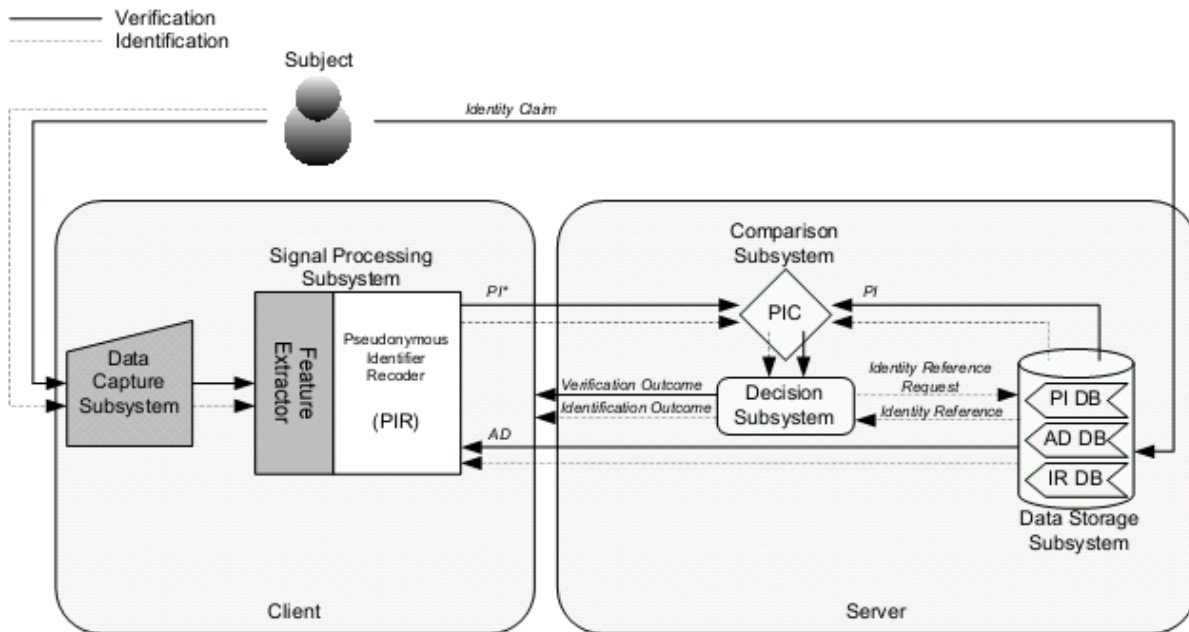 Verification
Identification
Subject
Identity Claim
Signal Processing
Subsystem
Comparison
Subsystem
PI*
PI
PIC
Data
Capture
Subsystem
Feature
Extractor
Pseudonymous
Identifier
Recoder
(PIR)
Verification Outcome
Identification Outcome
AD
Decision
Subsystem
Identity Reference
Request
Identity Reference
PI DB
AD DB
IR DB
Data Storage
Subsystem
Client
Server